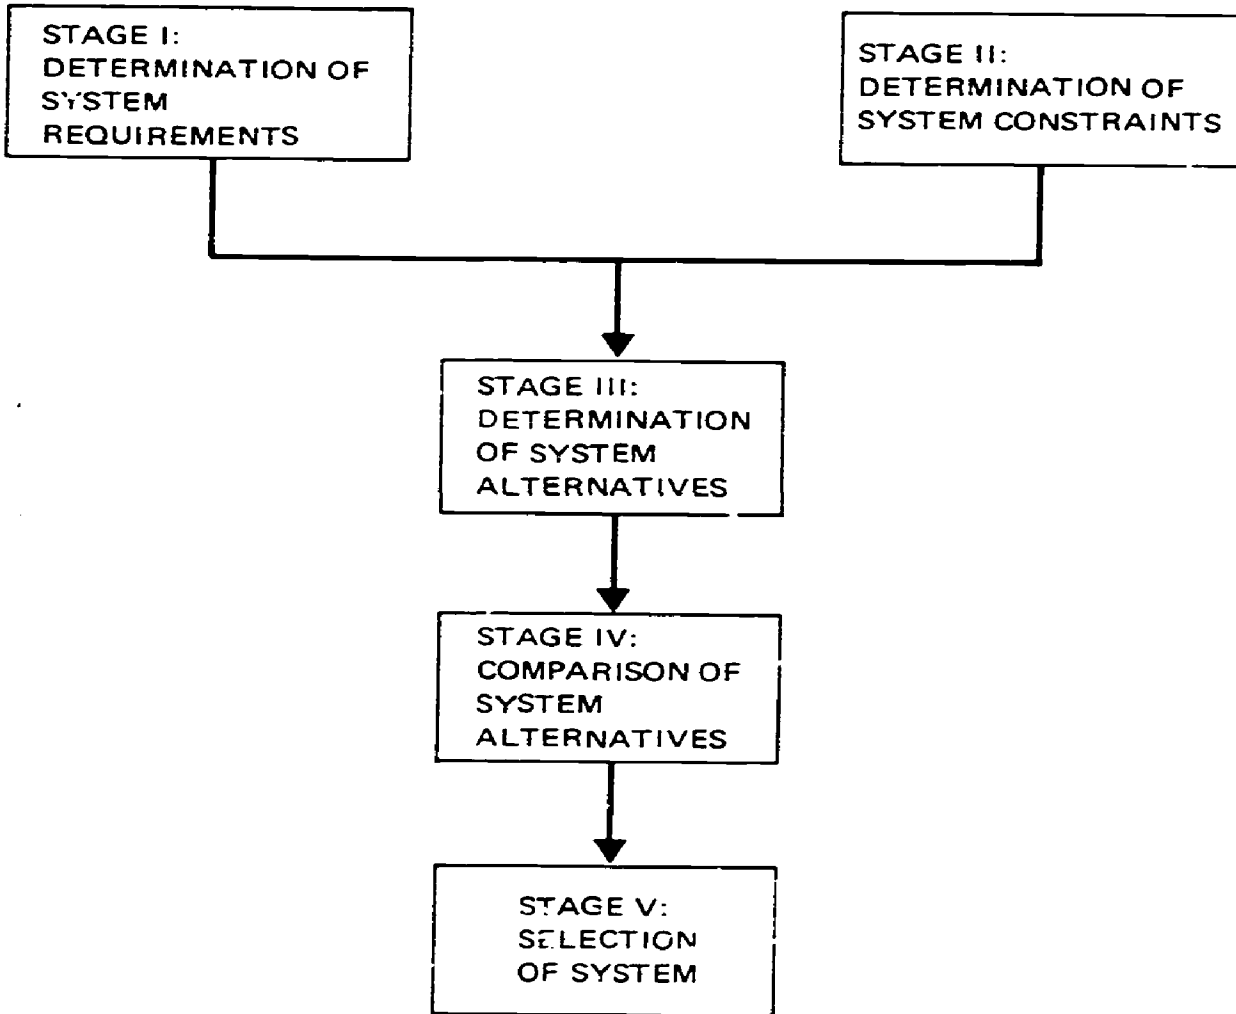 STAGE I:
DETERMINATION OF
SYSTEM
REQUIREMENTS
STAGE II:
DETERMINATION OF
SYSTEM CONSTRAINTS
STAGE III:
DETERMINATION
OF SYSTEM
ALTERNATIVES
STAGE IV:
COMPARISON OF
SYSTEM
ALTERNATIVES
STAGE V:
SELECTION
OF SYSTEM